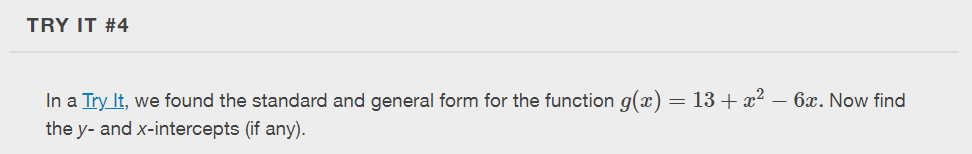 TRY IT #4
In a Try It, we found the standard and general form for the function g(x) = 13 + x² − 6x. Now find
the y- and x-intercepts (if any).